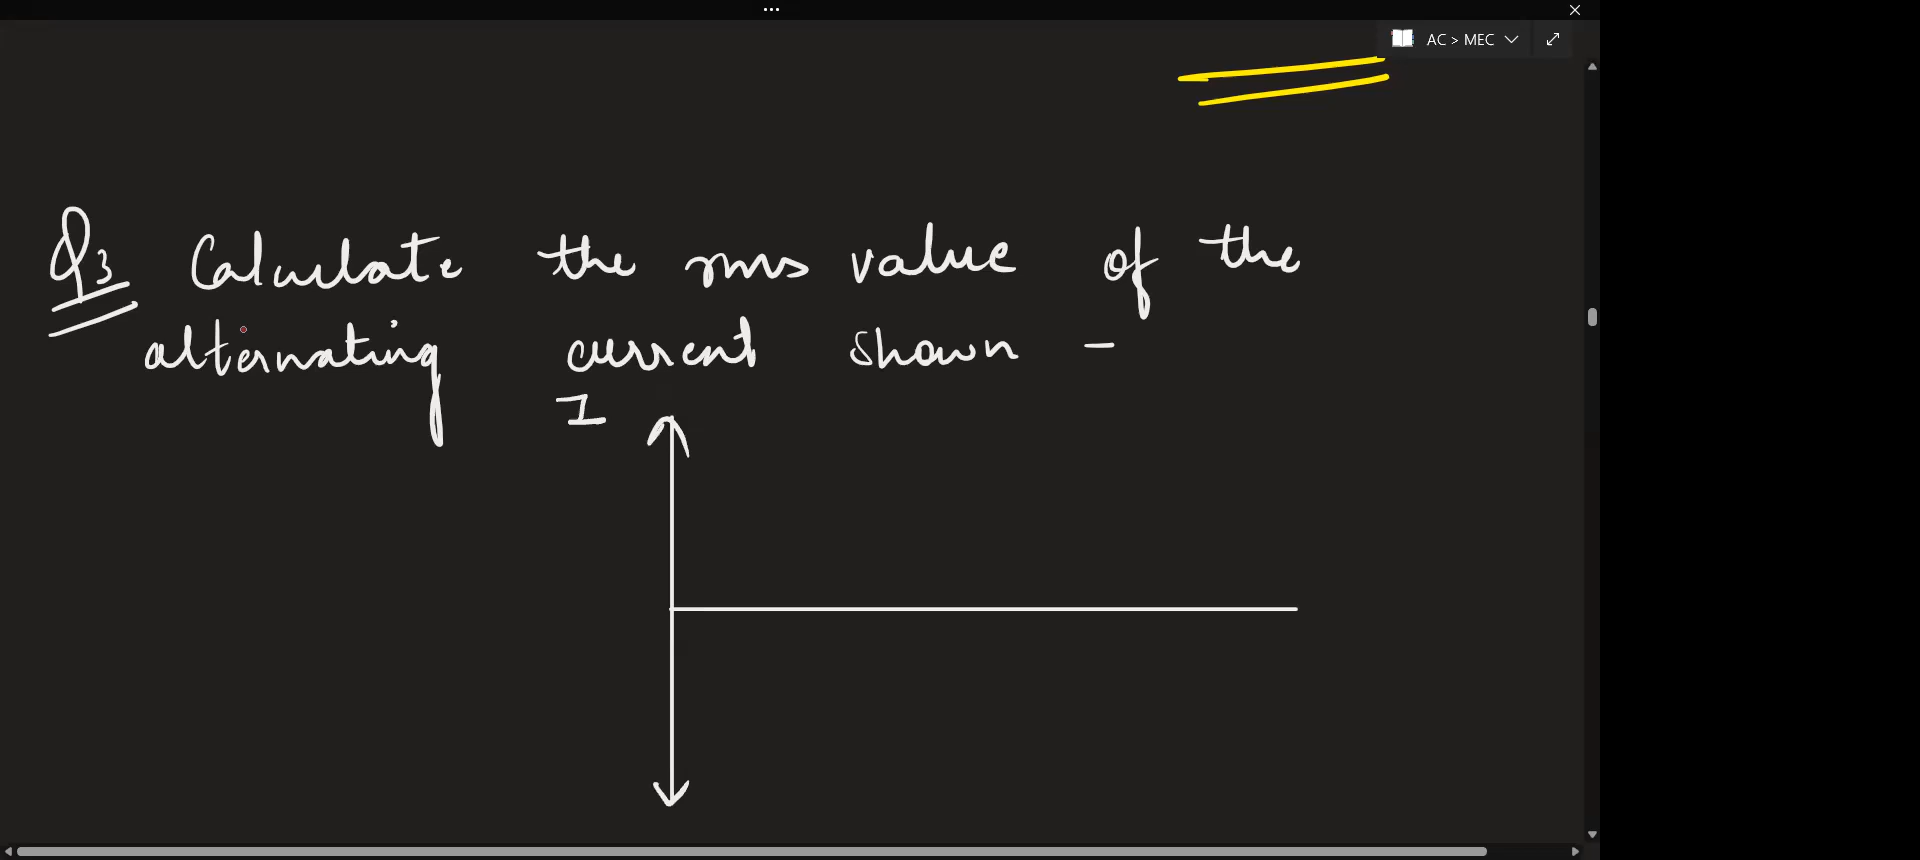 AC > MEC
Q3 Calculate the rms value of the
alternating current shown -
I